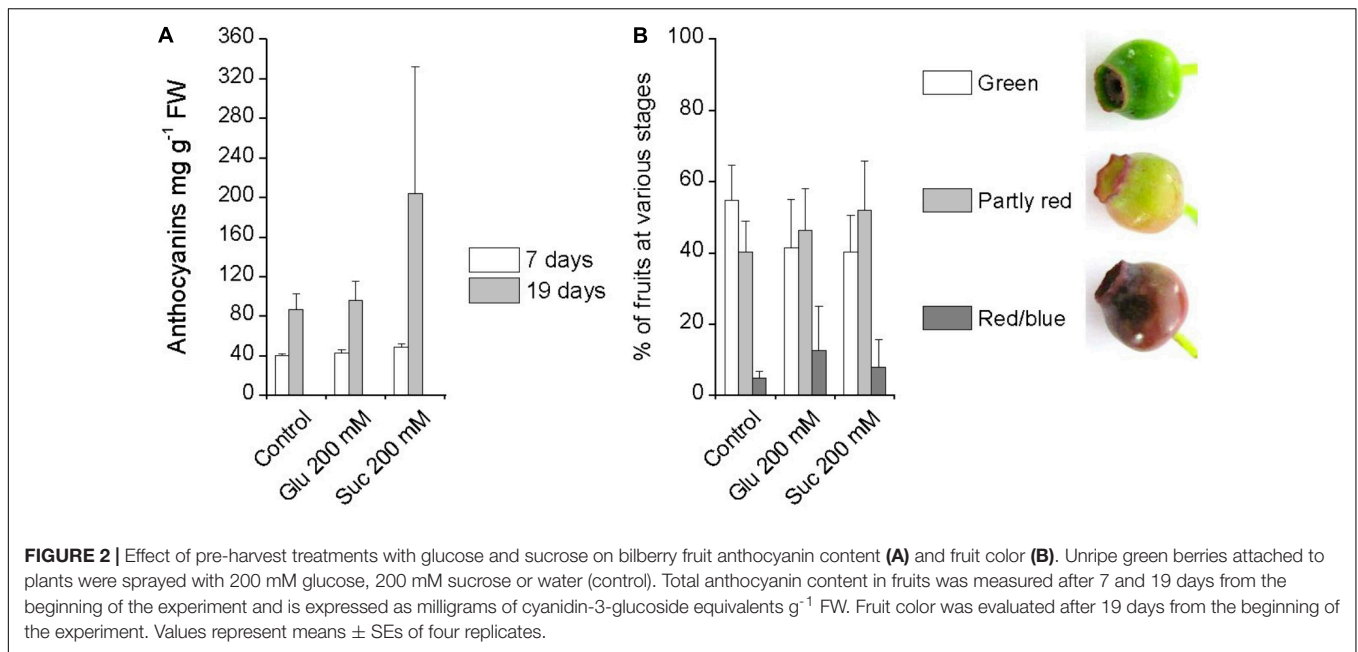 A
360
320
280
240
200
160
120
80
40
0
Anthocyanins mg g-1 FW
Control
Glu 200 mM
Suc 200 mM
7 days
19 days
B
100
80
60
40
20
0
% of fruits at various stages
Control
Glu 200 mM
Suc 200 mM
Green
Partly red
Red/blue
FIGURE 2 | Effect of pre-harvest treatments with glucose and sucrose on bilberry fruit anthocyanin content (A) and fruit color (B). Unripe green berries attached to
plants were sprayed with 200 mM glucose, 200 mM sucrose or water (control). Total anthocyanin content in fruits was measured after 7 and 19 days from the
beginning of the experiment and is expressed as milligrams of cyanidin-3-glucoside equivalents g-1 FW. Fruit color was evaluated after 19 days from the beginning of
the experiment. Values represent means ± SEs of four replicates.